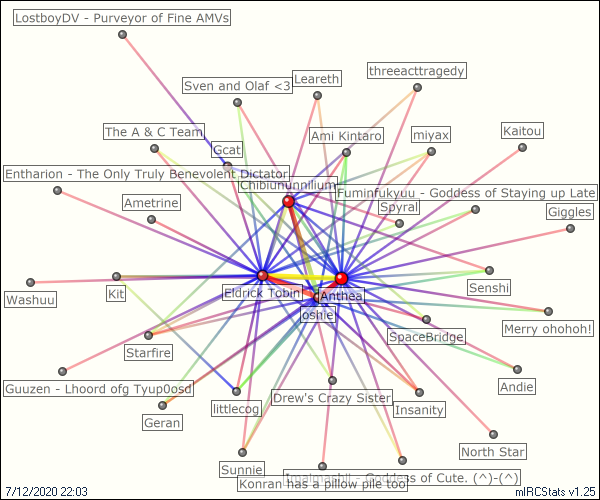 LostboyDV - Purveyor of Fine AMVs
threeacttragedy
Leareth
Sven and Olaf <3
The A & C Team
Ami Kintaro
miyax
Kaitou
Gcat
Entharion - The Only Truly Benevolent Dictator
Chibiununnilium
Fuminfukyuu - Goddess of Staying up Late
Ametrine
Spyral
Giggles
Washuu
Kit
Eldrick Tobin
Anthea
Senshi
Joshie
Merry ohohoh!
Starfire
SpaceBridge
Guuzen - Lhoord ofg Tyup0osd
Andie
Drew's Crazy Sister
littlecog
Insanity
Geran
North Star
Sunnie
- Goddess of Cute. (^)-(^)
Konran has a pillow pile too
7/12/2020 22:03
mIRCStats v1.25